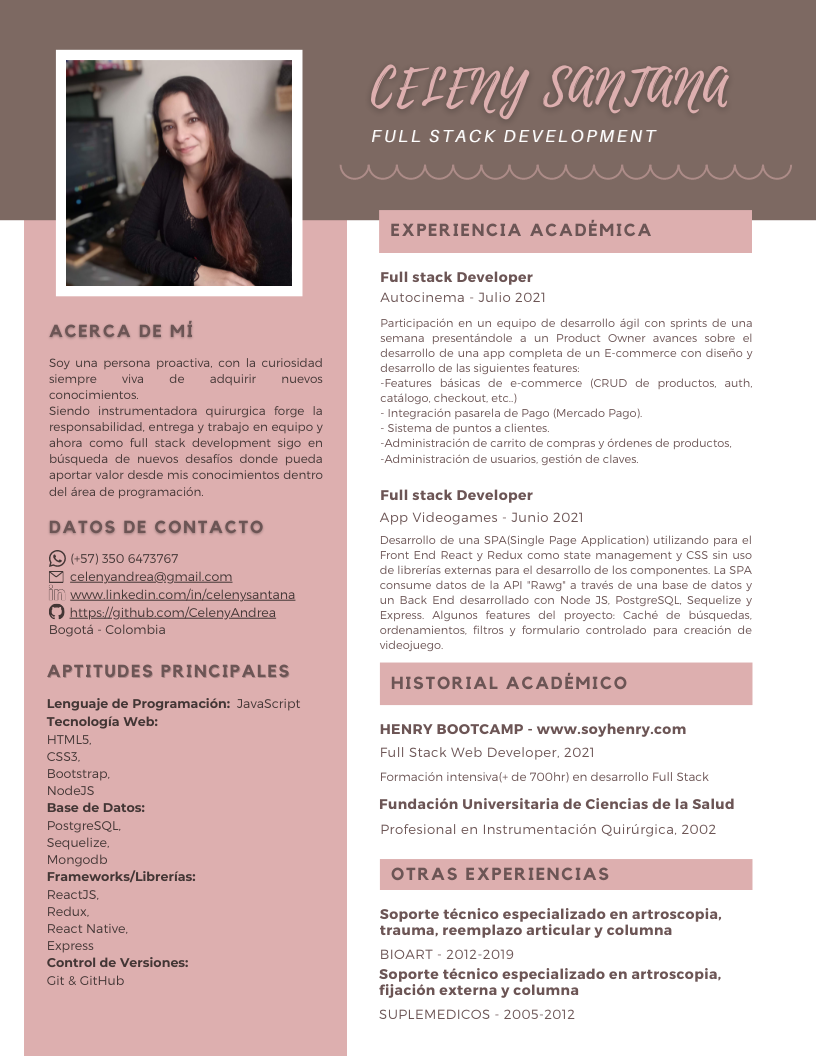 CELENY SANTANA
FULL STACK DEVELOPMENT
ACERCA DE MÍ
Soy una persona proactiva, con la curiosidad
siempre viva de adquirir nuevos
conocimientos.
Siendo instrumentadora quirurgica forge la
responsabilidad, entrega y trabajo en equipo y
ahora como full stack development sigo en
búsqueda de nuevos desafíos donde pueda
aportar valor desde mis conocimientos dentro
del área de programación.
DATOS DE CONTACTO
(+57) 350 6473767
celenyandrea@gmail.com
www.linkedin.com/in/celenysantana
https://github.com/CelenyAndrea
Bogotá - Colombia
APTITUDES PRINCIPALES
Lenguaje de Programación: JavaScript
Tecnología Web:
HTML5,
CSS3,
Bootstrap,
NodeJS
Base de Datos:
PostgreSQL,
Sequelize,
Mongodb
Frameworks/Librerías:
ReactJS,
Redux,
React Native,
Express
Control de Versiones:
Git & GitHub
EXPERIENCIA ACADÉMICA
Full stack Developer
Autocinema - Julio 2021
Participación en un equipo de desarrollo ágil con sprints de una
semana presentándole a un Product Owner avances sobre el
desarrollo de una app completa de un E-commerce con diseño y
desarrollo de las siguientes features:
-Features básicas de e-commerce (CRUD de productos, auth,
catálogo, checkout, etc..)
- Integración pasarela de Pago (Mercado Pago).
- Sistema de puntos a clientes.
-Administración de carrito de compras y órdenes de productos,
-Administración de usuarios, gestión de claves.
Full stack Developer
App Videogames - Junio 2021
Desarrollo de una SPA(Single Page Application) utilizando para el
Front End React y Redux como state management y CSS sin uso
de librerías externas para el desarrollo de los componentes. La SPA
consume datos de la API "Rawg" a través de una base de datos y
un Back End desarrollado con Node JS, PostgreSQL, Sequelize y
Express. Algunos features del proyecto: Caché de búsquedas,
ordenamientos, filtros y formulario controlado para creación de
videojuego.
HISTORIAL ACADÉMICO
HENRY BOOTCAMP - www.soyhenry.com
Full Stack Web Developer, 2021
Formación intensiva(+ de 700hr) en desarrollo Full Stack
Fundación Universitaria de Ciencias de la Salud
Profesional en Instrumentación Quirúrgica, 2002
OTRAS EXPERIENCIAS
Soporte técnico especializado en artroscopia,
trauma, reemplazo articular y columna
BIOART - 2012-2019
Soporte técnico especializado en artroscopia,
fijación externa y columna
SUPLEMEDICOS - 2005-2012